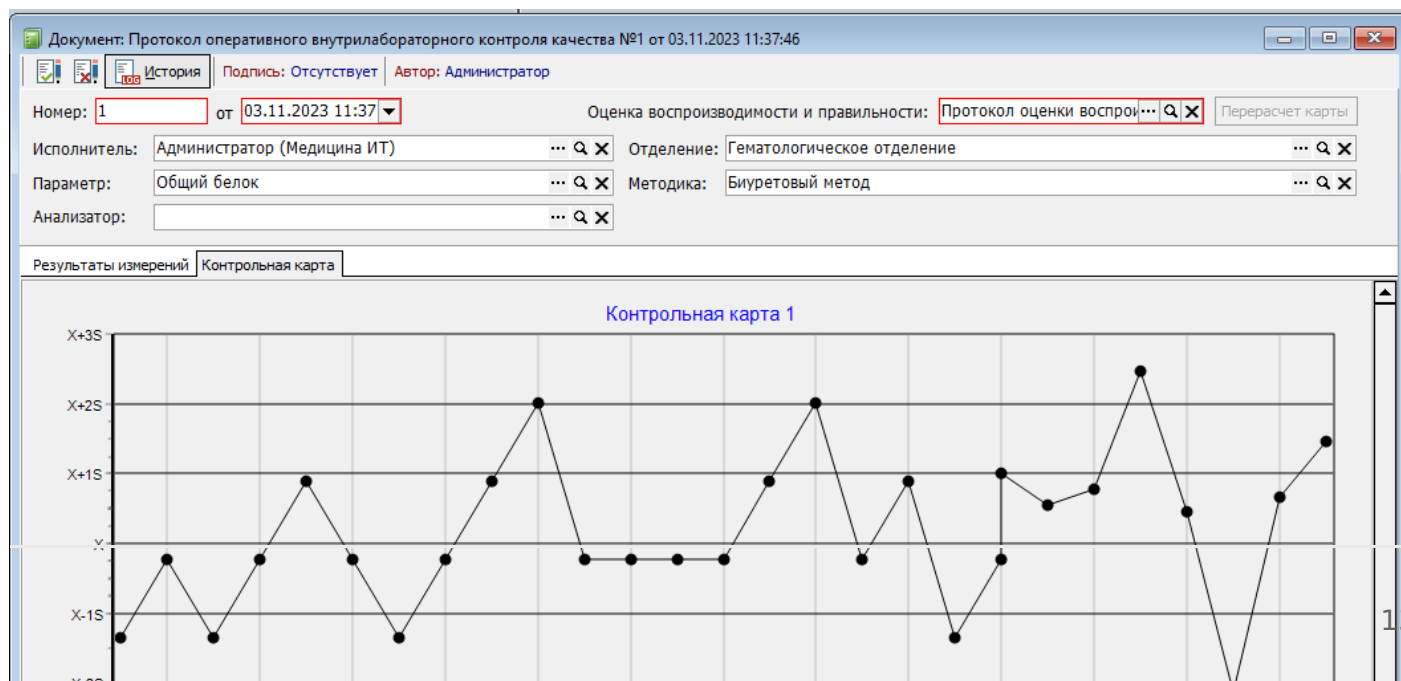 Документ: Протокол оперативного внутрилабораторного контроля качества №1 от 03.11.2023 11:37:46
LOG История Подпись: Отсутствует Автор: Администратор
Номер: 1 от 03.11.2023 11:37 Оценка воспроизводимости и правильности: Протокол оценки воспрои ... Перерасчет карты
Исполнитель: Администратор (Медицина ИТ) ... Отделение: Гематологическое отделение ...
Параметр: Общий белок ... Методика: Биуретовый метод ...
Анализатор: ...
Результаты измерений Контрольная карта
Контрольная карта 1
X+3S
X+2S
X+1S
X
X-1S
1